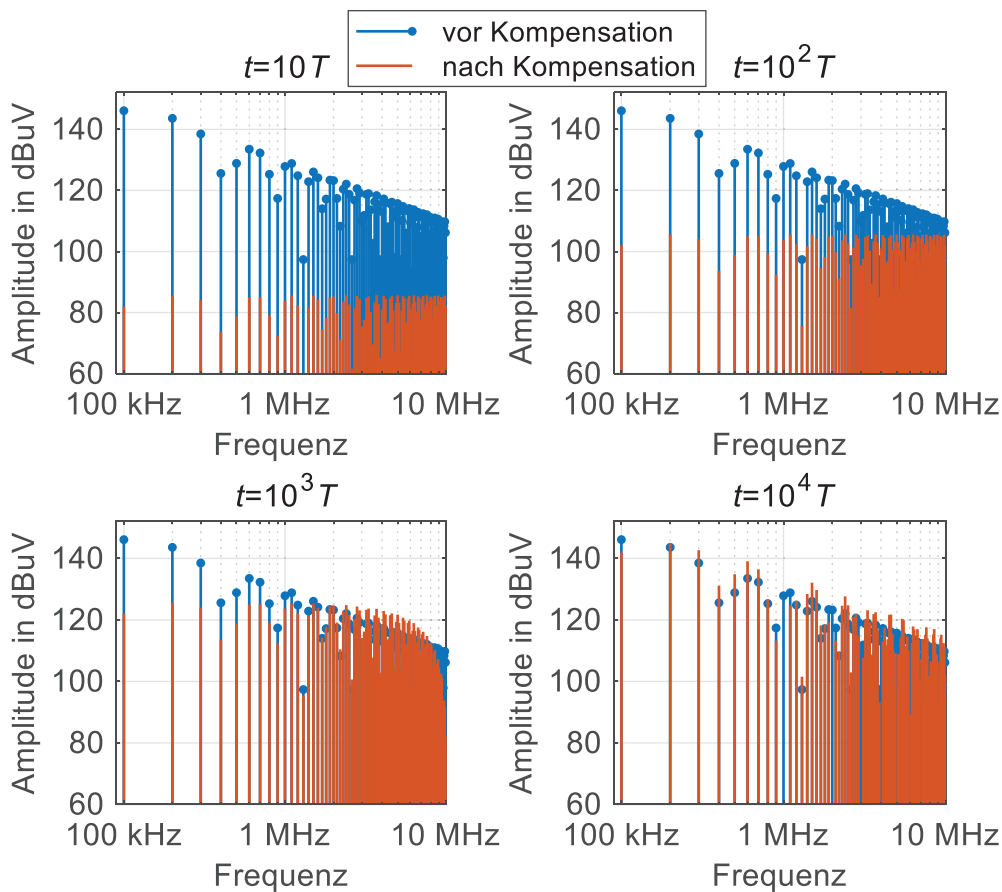 vor Kompensation
nach Kompensation
t=10T
t=10²T
Amplitude in dBuV
140
120
100
80
60
100 kHz
1 MHz
10 MHz
Frequenz
Amplitude in dBuV
140
120
100
80
60
100 kHz
1 MHz
10 MHz
Frequenz
t=10³T
t=10⁴T
Amplitude in dBuV
140
120
100
80
60
100 kHz
1 MHz
10 MHz
Frequenz
Amplitude in dBuV
140
120
100
80
60
100 kHz
1 MHz
10 MHz
Frequenz